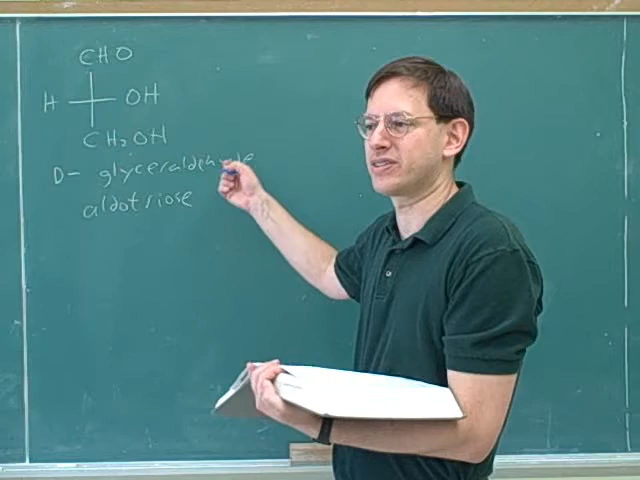 CHO
H OH
CH₂OH
D- glyceraldehyde
aldotriose